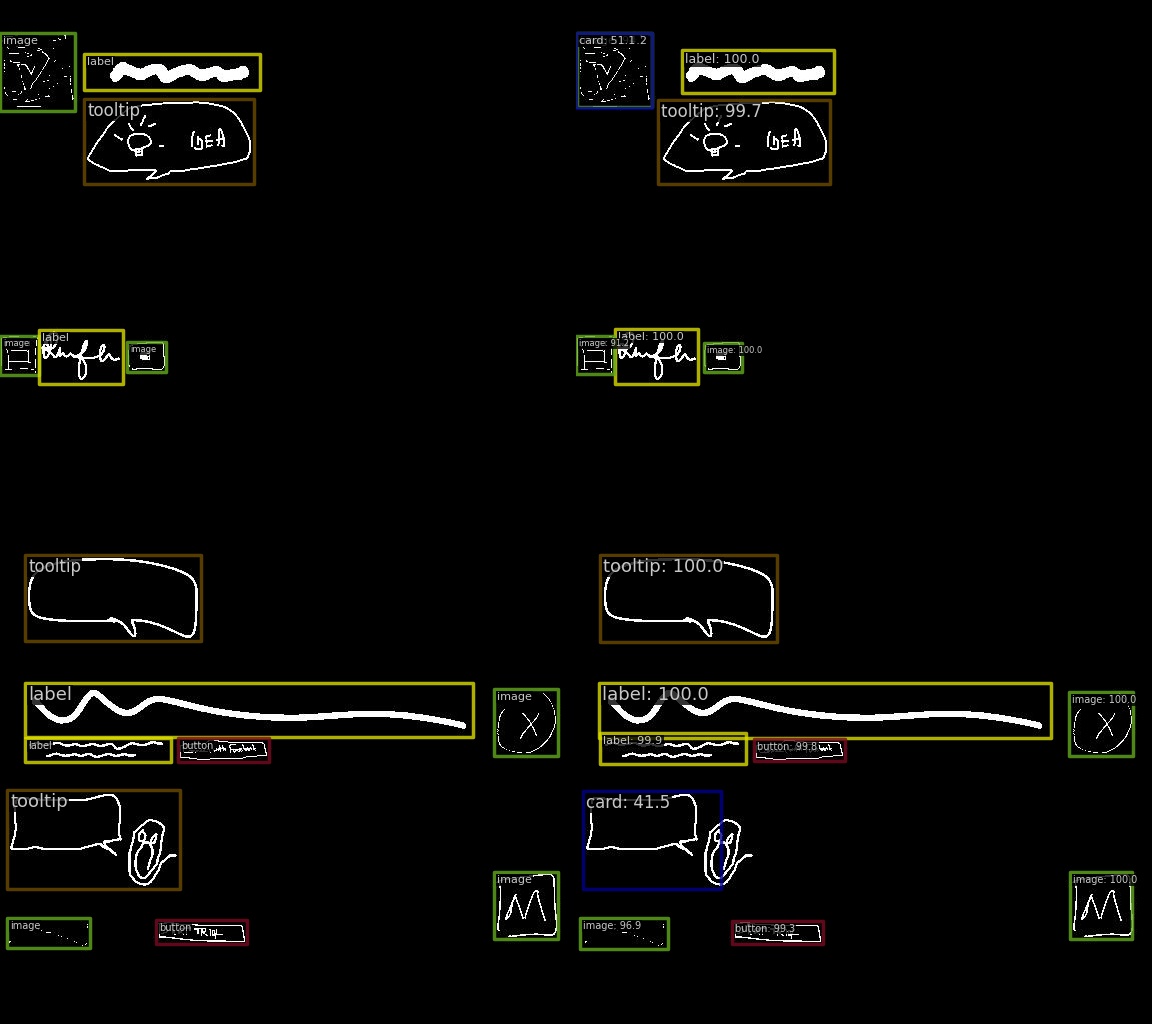 image
card: 51.1.2
label
label: 100.0
tooltip
tooltip: 99.7
IDEA
IDEA
image
label
image
image: 91.2
label: 100.0
image: 100.0
tooltip
tooltip: 100.0
label
image
label: 100.0
image: 100.0
X
X
label
button
label: 99.9
button: 99.8
tooltip
card: 41.5
image
M
image: 100.0
M
image
button
TRIY
image: 96.9
button: 99.3